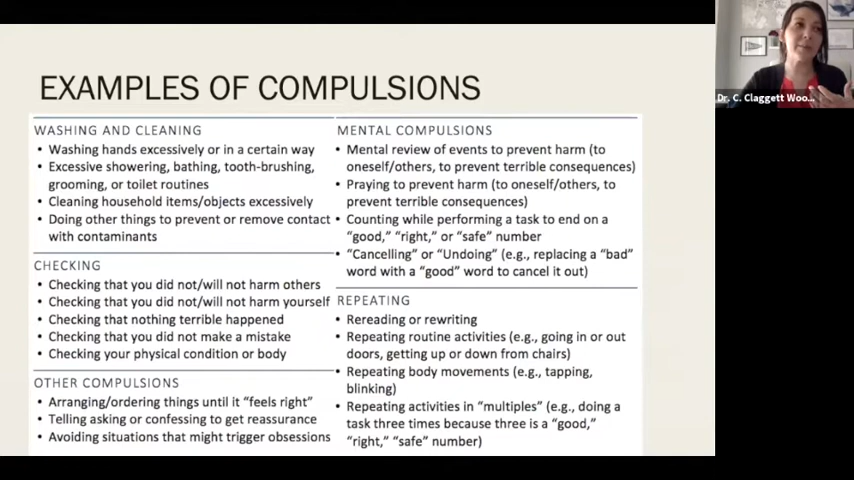 EXAMPLES OF COMPULSIONS
WASHING AND CLEANING
• Washing hands excessively or in a certain way
• Excessive showering, bathing, tooth-brushing,
grooming, or toilet routines
• Cleaning household items/objects excessively
• Doing other things to prevent or remove contact
with contaminants
CHECKING
• Checking that you did not/will not harm others
• Checking that you did not/will not harm yourself
• Checking that nothing terrible happened
• Checking that you did not make a mistake
• Checking your physical condition or body
OTHER COMPULSIONS
• Arranging/ordering things until it “feels right”
• Telling asking or confessing to get reassurance
• Avoiding situations that might trigger obsessions
MENTAL COMPULSIONS
• Mental review of events to prevent harm (to
oneself/others, to prevent terrible consequences)
• Praying to prevent harm (to oneself/others, to
prevent terrible consequences)
• Counting while performing a task to end on a
“good,” “right,” or “safe” number
• “Cancelling” or “Undoing” (e.g., replacing a “bad”
word with a “good” word to cancel it out)
REPEATING
• Rereading or rewriting
• Repeating routine activities (e.g., going in or out
doors, getting up or down from chairs)
• Repeating body movements (e.g., tapping,
blinking)
• Repeating activities in “multiples” (e.g., doing a
task three times because three is a “good,”
“right,” “safe” number)
Dr. C. Claggett Woo...